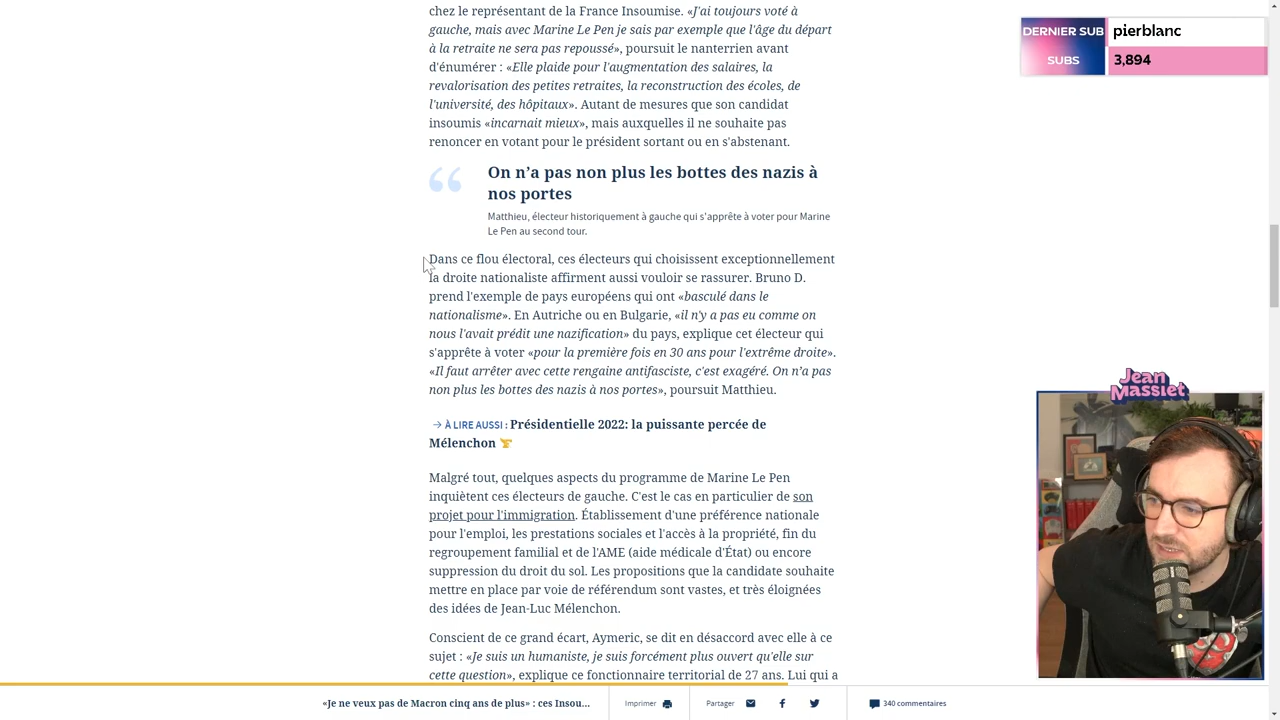 chez le représentant de la France Insoumise. «J'ai toujours voté à
gauche, mais avec Marine Le Pen je sais par exemple que l'âge du départ
à la retraite ne sera pas repoussé», poursuit le nanterrien avant
d'énumérer : «Elle plaide pour l'augmentation des salaires, la
revalorisation des petites retraites, la reconstruction des écoles, de
l'université, des hôpitaux». Autant de mesures que son candidat
insoumis «incarnait mieux», mais auxquelles il ne souhaite pas
renoncer en votant pour le président sortant ou en s'abstenant.
“ On n’a pas non plus les bottes des nazis à
nos portes
Matthieu, électeur historiquement à gauche qui s'apprête à voter pour Marine
Le Pen au second tour.
Dans ce flou électoral, ces électeurs qui choisissent exceptionnellement
la droite nationaliste affirment aussi vouloir se rassurer. Bruno D.
prend l'exemple de pays européens qui ont «basculé dans le
nationalisme». En Autriche ou en Bulgarie, «il n'y a pas eu comme on
nous l'avait prédit une nazification» du pays, explique cet électeur qui
s'apprête à voter «pour la première fois en 30 ans pour l'extrême droite».
«Il faut arrêter avec cette rengaine antifasciste, c'est exagéré. On n’a pas
non plus les bottes des nazis à nos portes», poursuit Matthieu.
→ À LIRE AUSSI : Présidentielle 2022: la puissante percée de
Mélenchon
Malgré tout, quelques aspects du programme de Marine Le Pen
inquiètent ces électeurs de gauche. C'est le cas en particulier de son
projet pour l'immigration. Établissement d'une préférence nationale
pour l'emploi, les prestations sociales et l'accès à la propriété, fin du
regroupement familial et de l'AME (aide médicale d'État) ou encore
suppression du droit du sol. Les propositions que la candidate souhaite
mettre en place par voie de référendum sont vastes, et très éloignées
des idées de Jean-Luc Mélenchon.
Conscient de ce grand écart, Aymeric, se dit en désaccord avec elle à ce
sujet : «Je suis un humaniste, je suis forcément plus ouvert qu'elle sur
cette question», explique ce fonctionnaire territorial de 27 ans. Lui qui a
«Je ne veux pas de Macron cinq ans de plus» : ces Insou...
Imprimer
Partager
340 commentaires
DERNIER SUB
pierblanc
SUBS
3,894
Jean
Massiet